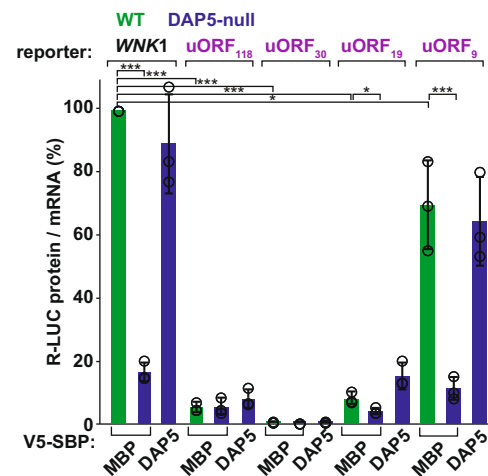 WT DAP5-null
reporter: WNK1 uORF118 uORF30 uORF19 uORF9
***
***
***
*** *
* ***
100
80
60
40
20
0
R-LUC protein / mRNA (%)
V5-SBP: MBP DAP5 MBP DAP5 MBP DAP5 MBP DAP5 MBP DAP5